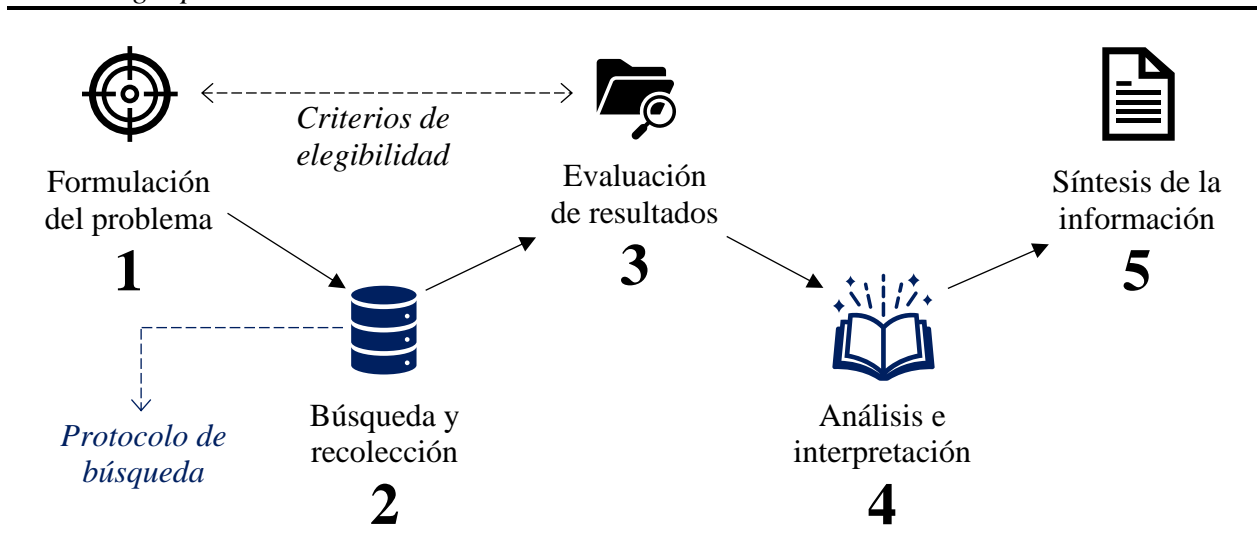 Criterios de
elegibilidad
Formulación
del problema
1
Evaluación
de resultados
3
Síntesis de la
información
5
Protocolo de
búsqueda
Búsqueda y
recolección
2
Análisis e
interpretación
4